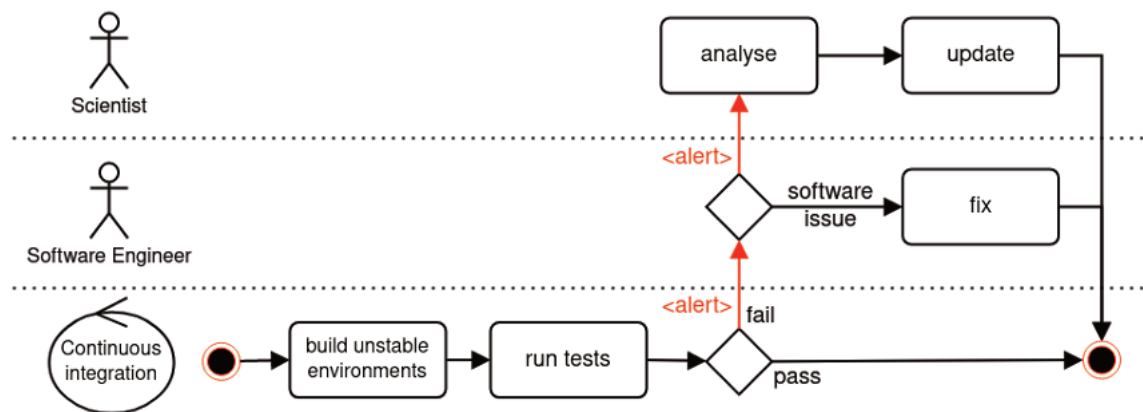 analyse
update
Scientist
<alert>
software
issue
fix
Software Engineer
<alert>
fail
Continuous
integration
build unstable
environments
run tests
pass